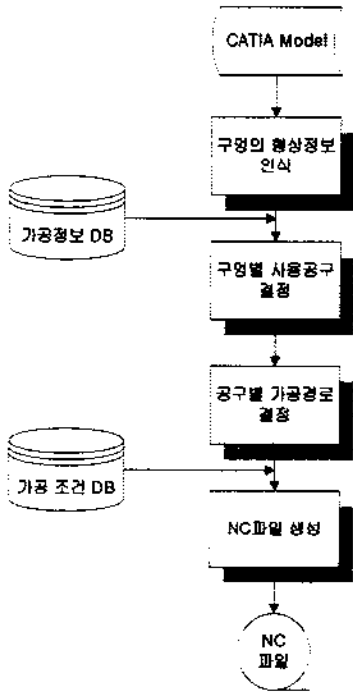 CATIA Model
구멍의 형상정보
인식
가공정보 DB
구멍별 사용공구
결정
공구별 가공경로
결정
가공 조건 DB
NC파일 생성
NC
파일